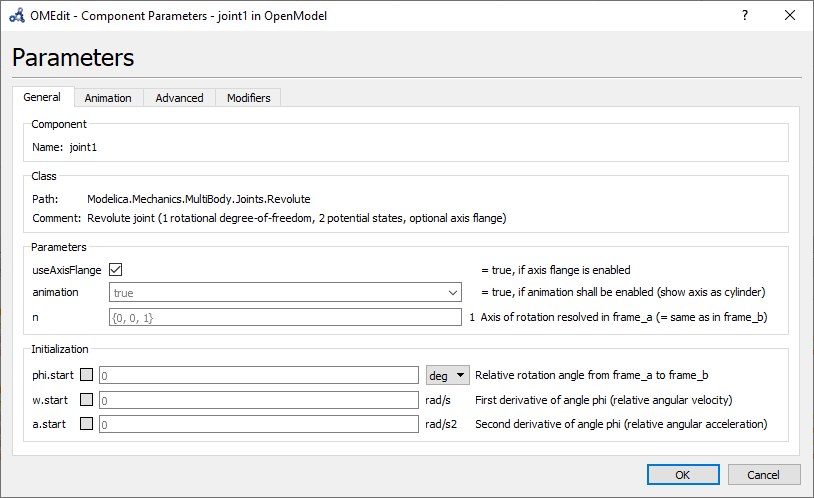 OMEdit - Component Parameters - joint1 in OpenModel
Parameters
General Animation Advanced Modifiers
Component
Name: joint1
Class
Path: Modelica.Mechanics.MultiBody.Joints.Revolute
Comment: Revolute joint (1 rotational degree-of-freedom, 2 potential states, optional axis flange)
Parameters
useAxisFlange = true, if axis flange is enabled
animation true = true, if animation shall be enabled (show axis as cylinder)
n {0, 0, 1} 1 Axis of rotation resolved in frame_a (= same as in frame_b)
Initialization
phi.start 0 deg Relative rotation angle from frame_a to frame_b
w.start 0 rad/s First derivative of angle phi (relative angular velocity)
a.start 0 rad/s2 Second derivative of angle phi (relative angular acceleration)
OK Cancel